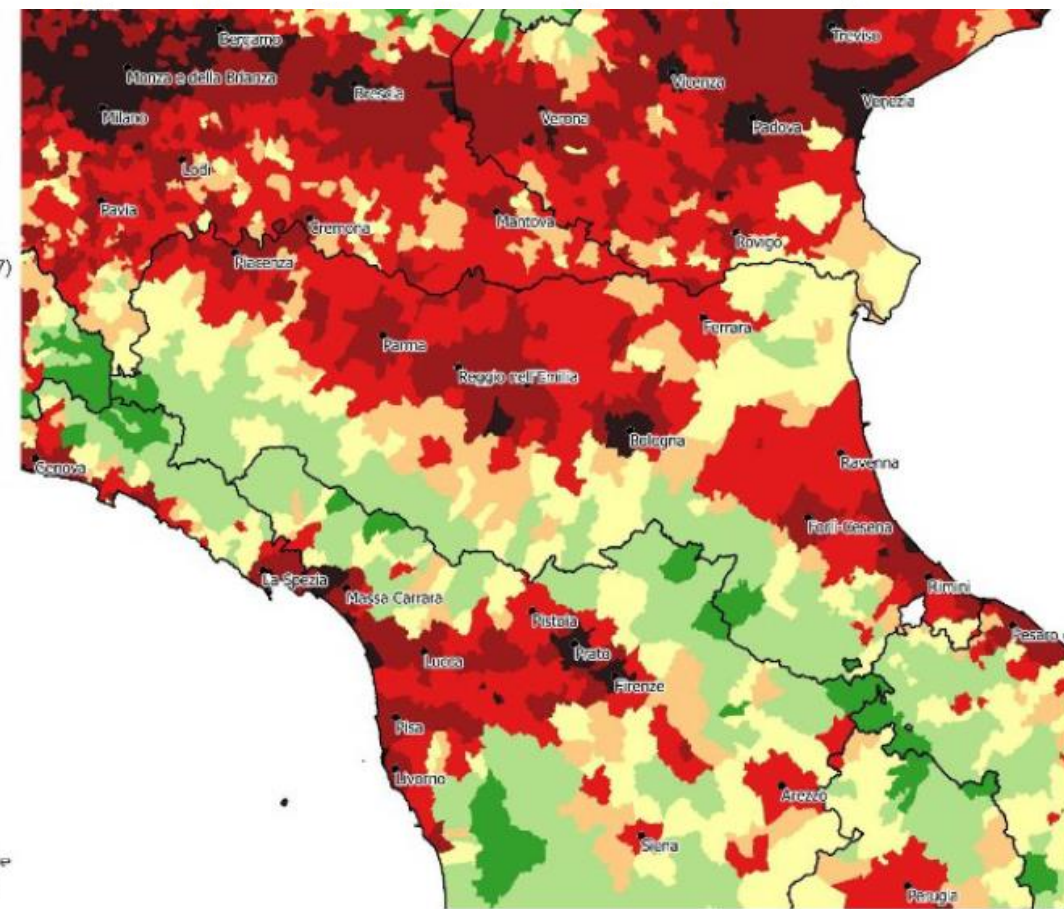 Bergamo
Treviso
Monza e della Brianza
Brescia
Vicenza
Venezia
Milano
Verona
Padova
Lodi
Pavia
Cremona
Mantova
Rovigo
Piacenza
7)
Ferrara
Parma
Reggio nell'Emilia
Bologna
Ravenna
Genova
Forlì-Cesena
La Spezia
Rimini
Massa Carrara
Pistoia
Pesaro
Prato
Lucca
Firenze
Pisa
Livorno
Arezzo
Siena
e
Perugia